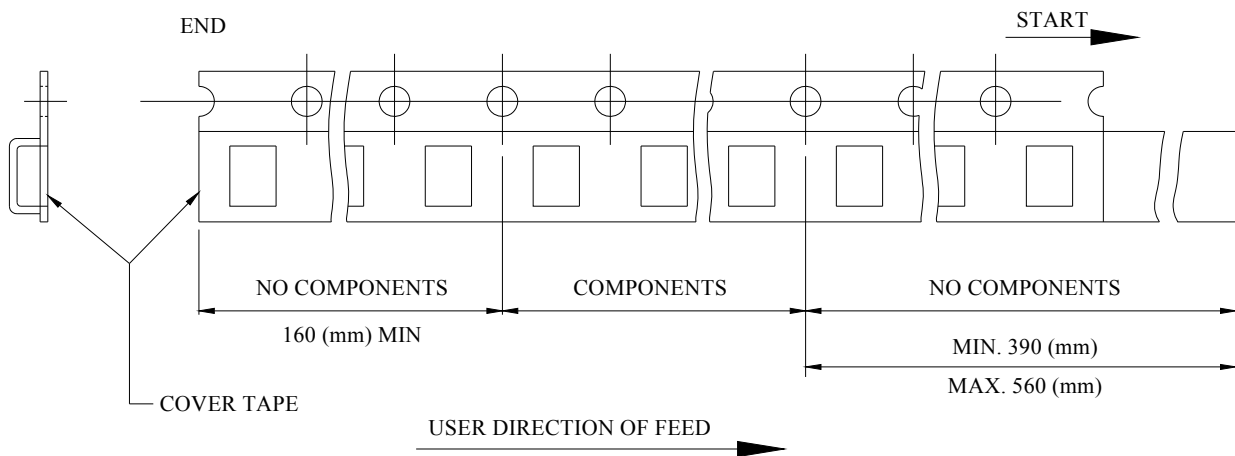 END
START
NO COMPONENTS
COMPONENTS
NO COMPONENTS
160 (mm) MIN
MIN. 390 (mm)
MAX. 560 (mm)
COVER TAPE
USER DIRECTION OF FEED